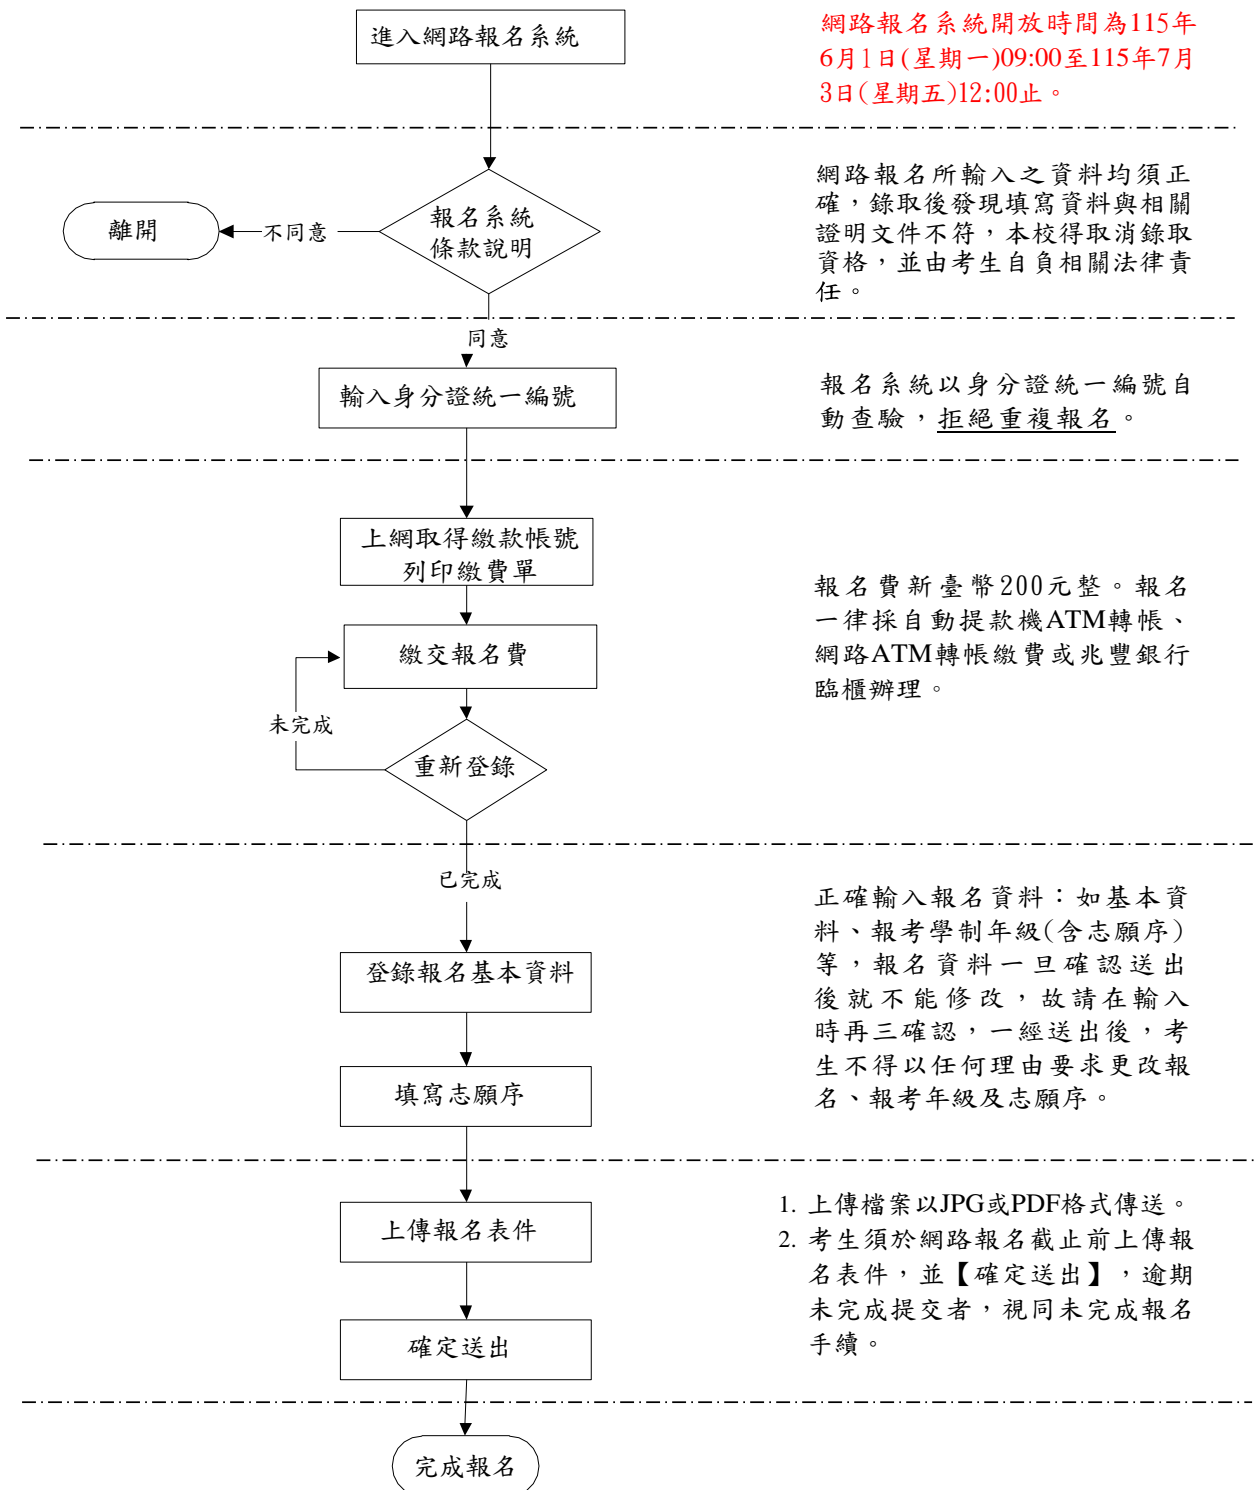 進入網路報名系統
網路報名系統開放時間為115年
6月1日(星期一)09:00至115年7月
3日(星期五)12:00止。
離開
不同意
報名系統
條款說明
網路報名所輸入之資料均須正
確，錄取後發現填寫資料與相關
證明文件不符，本校得取消錄取
資格，並由考生自負相關法律責
任。
同意
輸入身分證統一編號
報名系統以身分證統一編號自
動查驗，拒絕重複報名。
上網取得繳款帳號
列印繳費單
繳交報名費
未完成
重新登錄
報名費新臺幣200元整。報名
一律採自動提款機ATM轉帳、
網路ATM轉帳繳費或兆豐銀行
臨櫃辦理。
已完成
登錄報名基本資料
填寫志願序
正確輸入報名資料：如基本資
料、報考學制年級(含志願序)
等，報名資料一旦確認送出
後就不能修改，故請在輸入
時再三確認，一經送出後，考
生不得以任何理由要求更改報
名、報考年級及志願序。
上傳報名表件
確定送出
1. 上傳檔案以JPG或PDF格式傳送。
2. 考生須於網路報名截止前上傳報
名表件，並【確定送出】，逾期
未完成提交者，視同未完成報名
手續。
完成報名